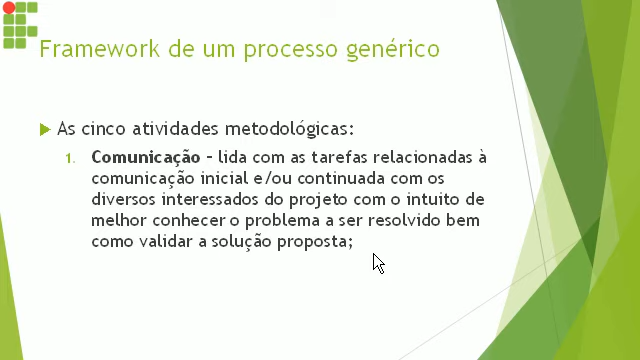 Framework de um processo genérico
As cinco atividades metodológicas:
1. Comunicação – lida com as tarefas relacionadas à
comunicação inicial e/ou continuada com os
diversos interessados do projeto com o intuito de
melhor conhecer o problema a ser resolvido bem
como validar a solução proposta;